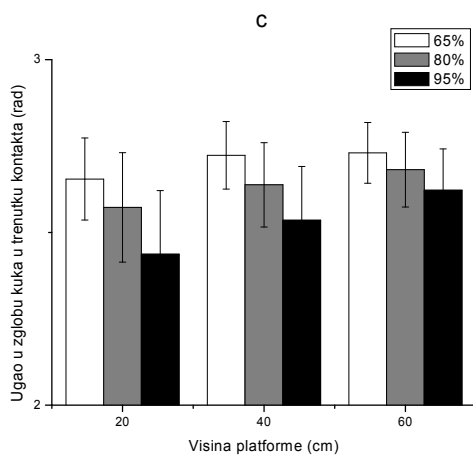 c
65%
80%
95%
3
2
Ugao u zglobu kuka u trenutku kontakta (rad)
20
40
60
Visina platforme (cm)